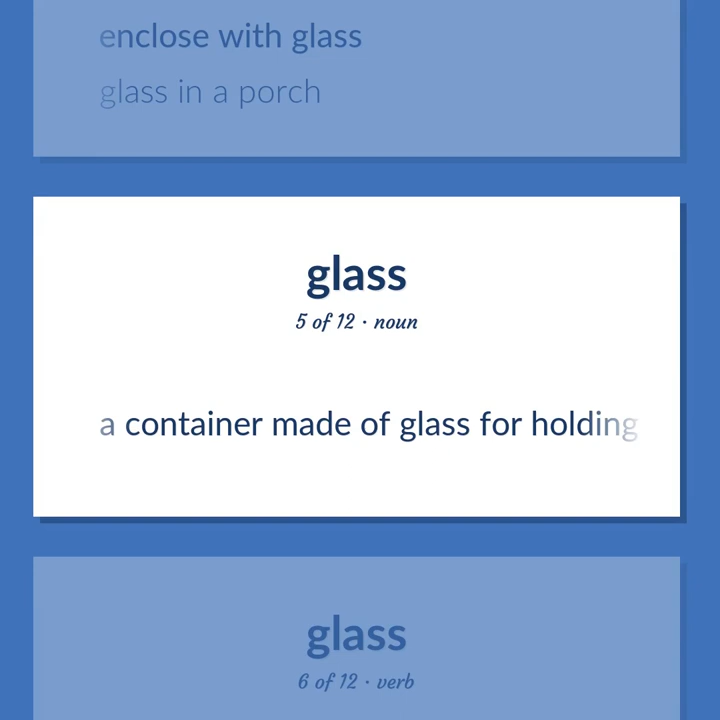 enclose with glass
glass in a porch
glass
5 of 12 · noun
a container made of glass for holding
glass
6 of 12 · verb